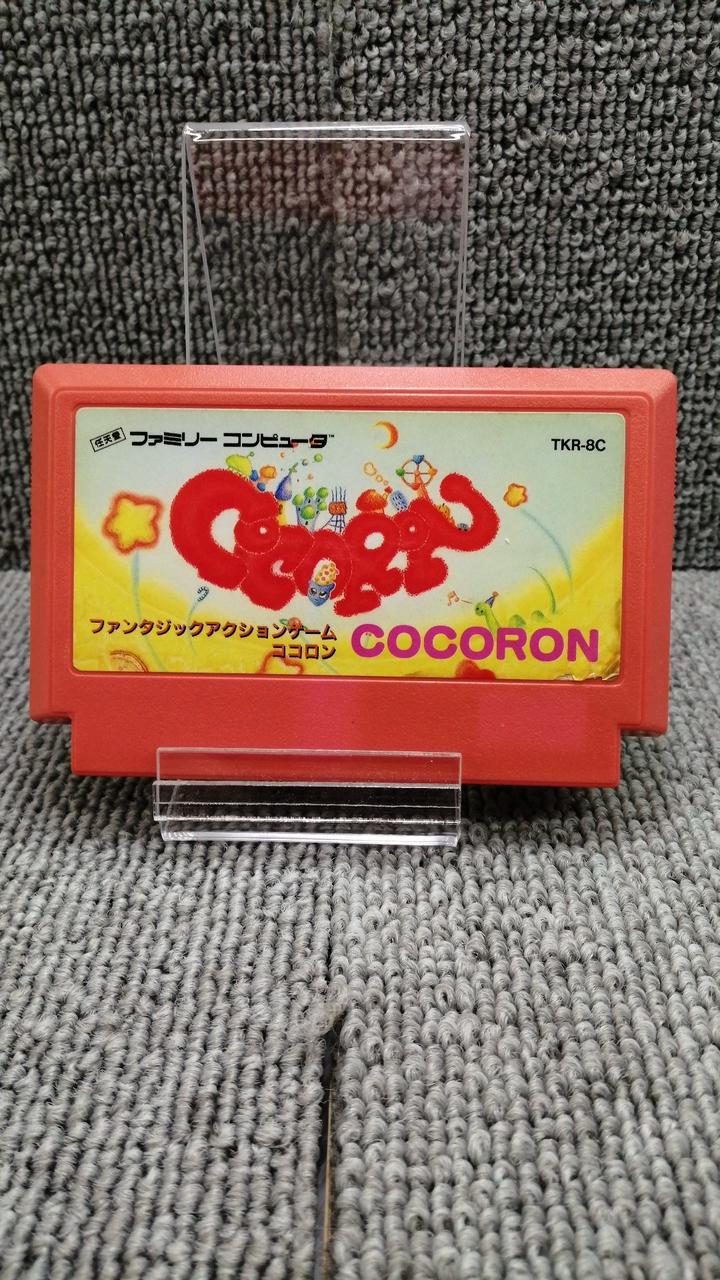 任天堂 ファミリー コンピュータ™
TKR-8C
CoCoRon
ファンタジックアクションゲーム
ココロン
COCORON